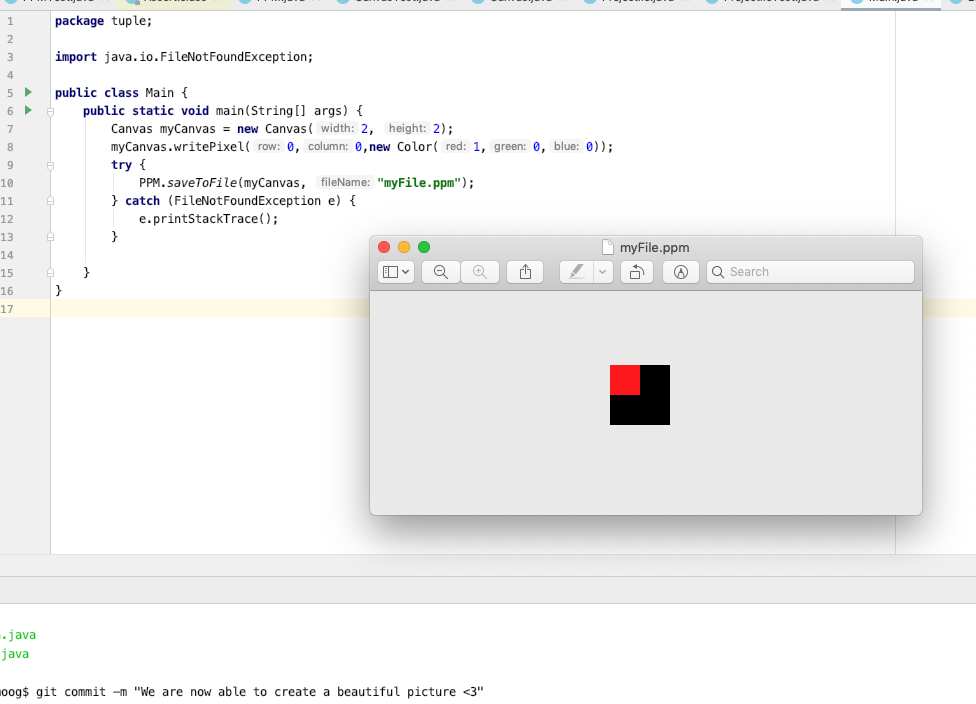 1 package tuple;
2
3 import java.io.FileNotFoundException;
4
5 public class Main {
6 public static void main(String[] args) {
7 Canvas myCanvas = new Canvas( width: 2, height: 2);
8 myCanvas.writePixel( row: 0, column: 0,new Color( red: 1, green: 0, blue: 0));
9 try {
10 PPM.saveToFile(myCanvas, fileName: "myFile.ppm");
11 } catch (FileNotFoundException e) {
12 e.printStackTrace();
13 }
14
15 }
16 }
17
myFile.ppm
Search
.java
java
oog$ git commit -m "We are now able to create a beautiful picture <3"